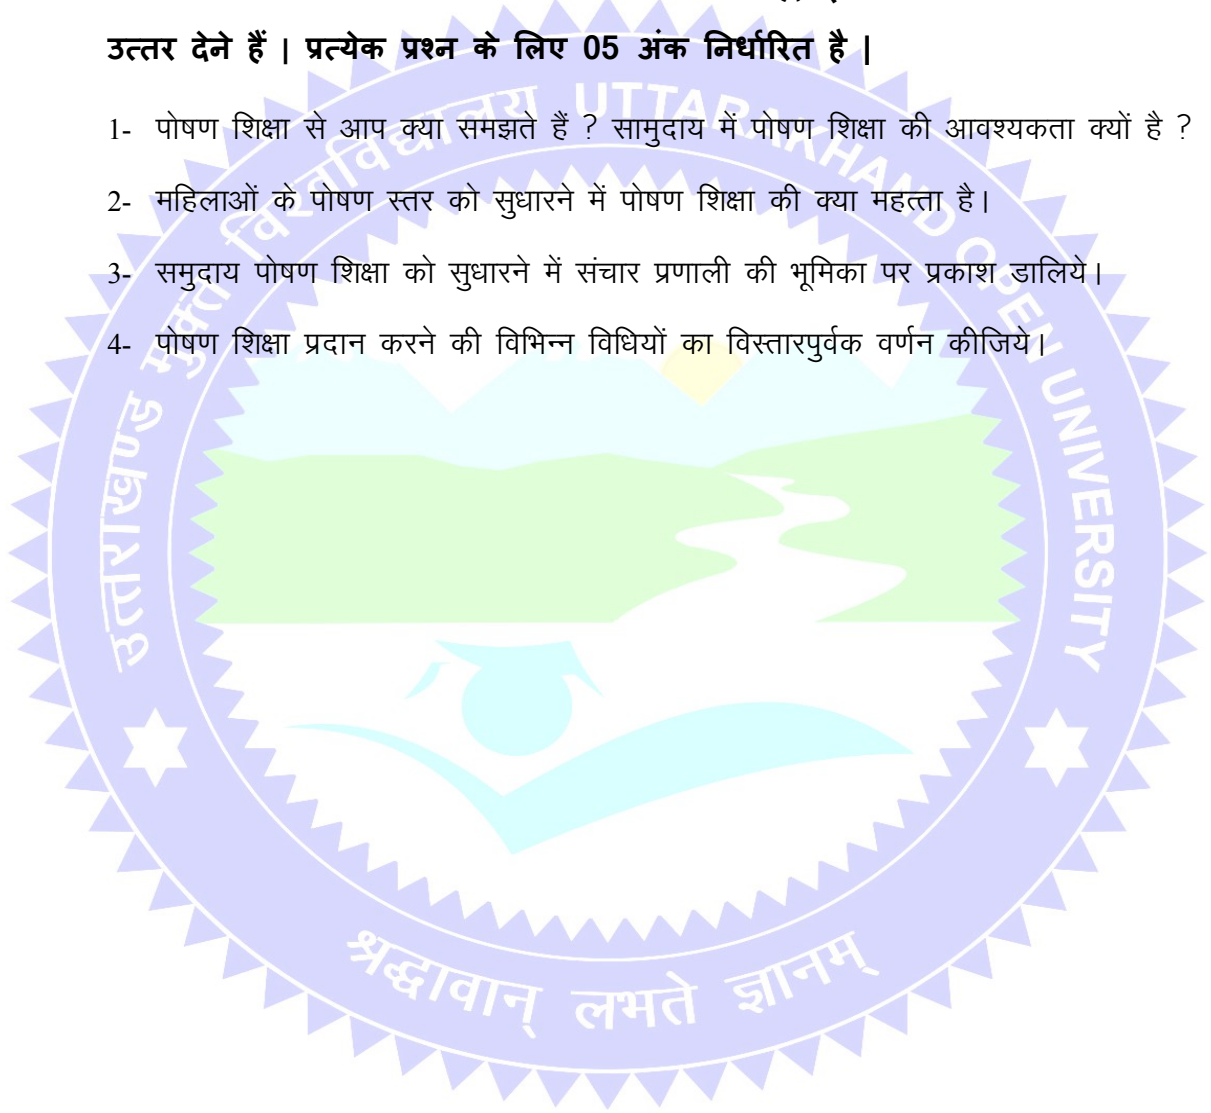 उत्तर देने हैं | प्रत्येक प्रश्न के लिए 05 अंक निर्धारित है |
1- पोषण शिक्षा से आप क्या समझते हैं ? सामुदाय में पोषण शिक्षा की आवश्यकता क्यों है ?
2- महिलाओं के पोषण स्तर को सुधारने में पोषण शिक्षा की क्या महत्ता है।
3- समुदाय पोषण शिक्षा को सुधारने में संचार प्रणाली की भूमिका पर प्रकाश डालिये।
4- पोषण शिक्षा प्रदान करने की विभिन्न विधियों का विस्तारपुर्वक वर्णन कीजिये।
उत्तराखण्ड मुक्त विश्वविद्यालय
UTTARAKHAND OPEN UNIVERSITY
श्रद्धावान् लभते ज्ञानम्